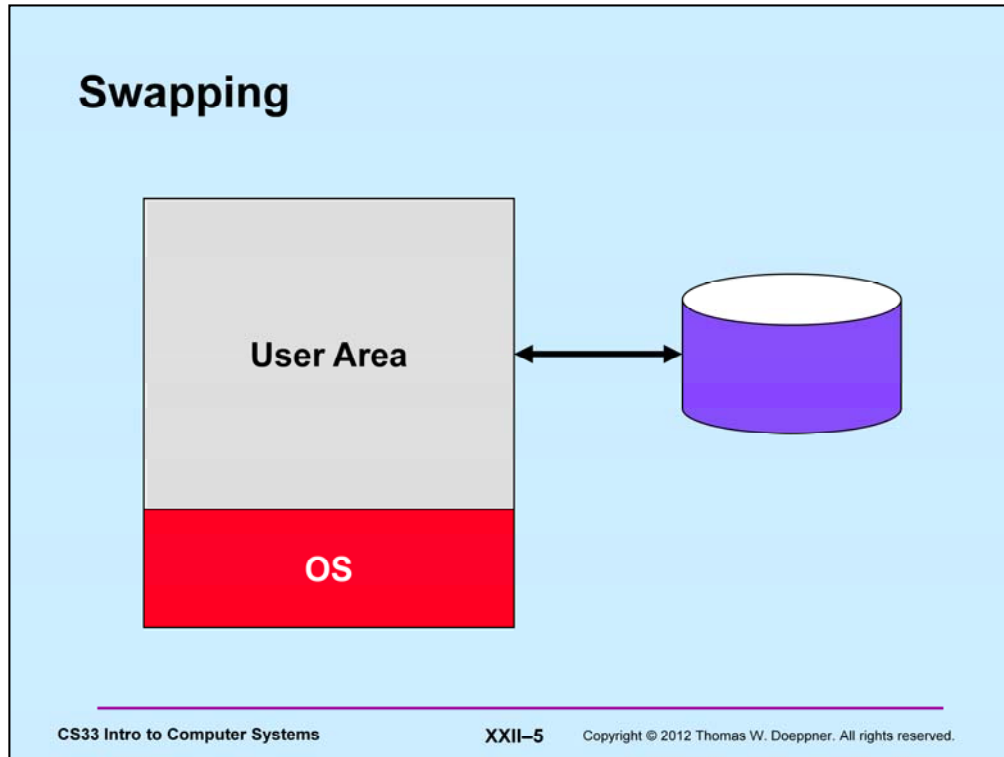 Swapping
User Area
OS
CS33 Intro to Computer Systems
XXII–5
Copyright © 2012 Thomas W. Doeppner. All rights reserved.